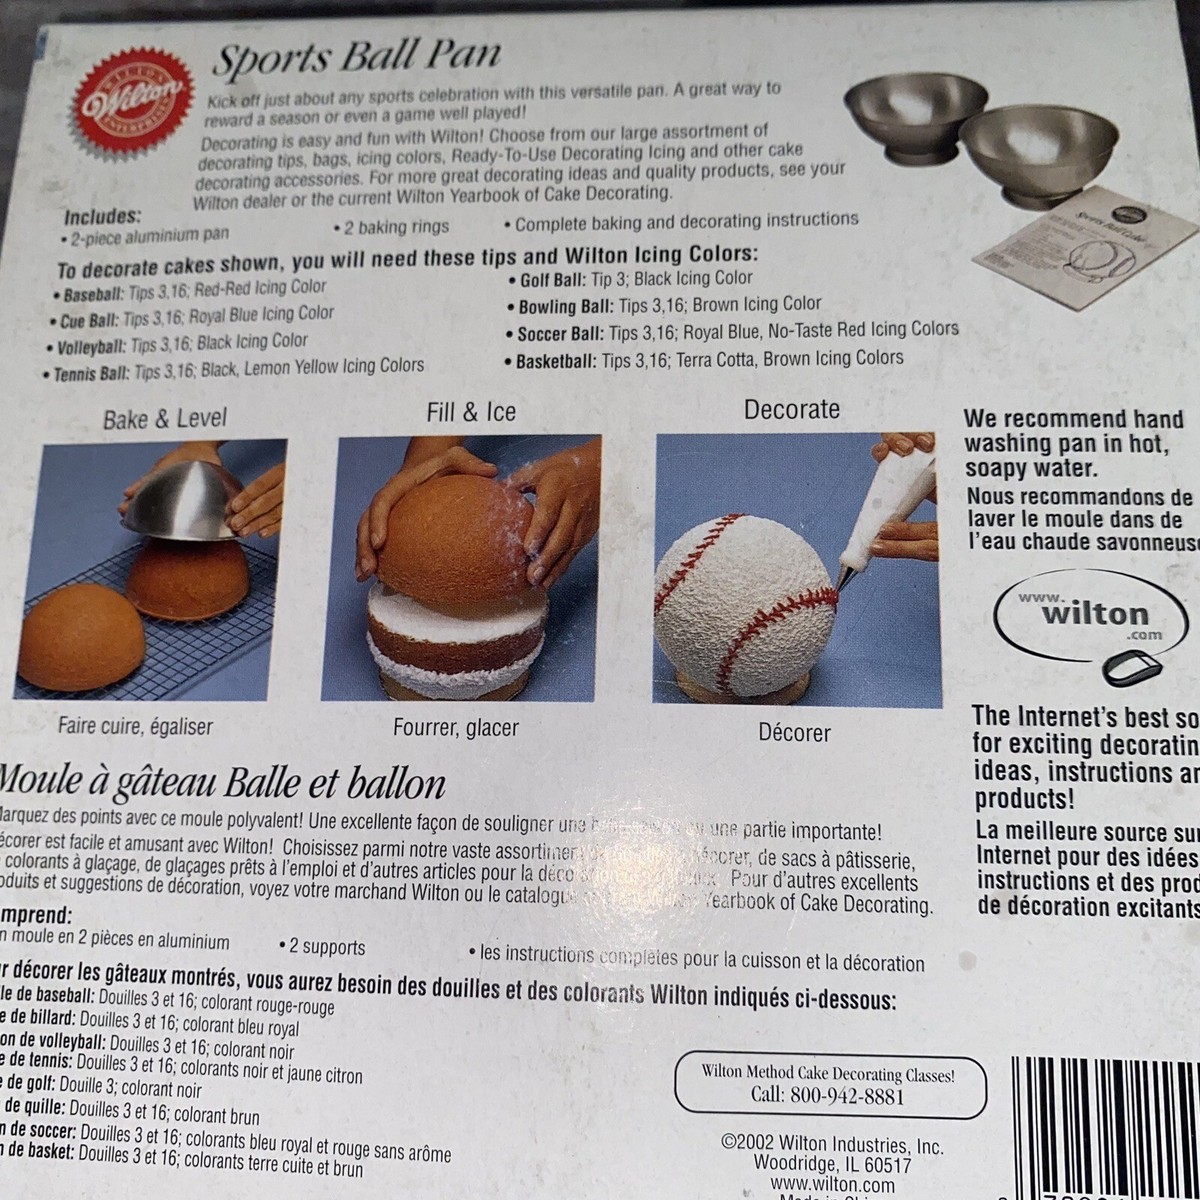 WILTON
Wilton
ENTERPRISES
Sports Ball Pan
Kick off just about any sports celebration with this versatile pan. A great way to
reward a season or even a game well played!
Decorating is easy and fun with Wilton! Choose from our large assortment of
decorating tips, bags, icing colors, Ready-To-Use Decorating Icing and other cake
decorating accessories. For more great decorating ideas and quality products, see your
Wilton dealer or the current Wilton Yearbook of Cake Decorating.
Includes:
• 2-piece aluminium pan • 2 baking rings • Complete baking and decorating instructions
Sports Ball Cake
To decorate cakes shown, you will need these tips and Wilton Icing Colors:
• Baseball: Tips 3,16; Red-Red Icing Color
• Cue Ball: Tips 3,16; Royal Blue Icing Color
• Volleyball: Tips 3,16; Black Icing Color
• Tennis Ball: Tips 3,16; Black, Lemon Yellow Icing Colors
• Golf Ball: Tip 3; Black Icing Color
• Bowling Ball: Tips 3,16; Brown Icing Color
• Soccer Ball: Tips 3,16; Royal Blue, No-Taste Red Icing Colors
• Basketball: Tips 3,16; Terra Cotta, Brown Icing Colors
Bake & Level
Fill & Ice
Decorate
Faire cuire, égaliser
Fourrer, glacer
Décorer
We recommend hand
washing pan in hot,
soapy water.
Nous recommandons de
laver le moule dans de
l'eau chaude savonneus
www.
wilton
.com
The Internet's best so
for exciting decoratin
ideas, instructions an
products!
La meilleure source sur
Internet pour des idées
instructions et des prod
de décoration excitants
Moule à gâteau Balle et ballon
Marquez des points avec ce moule polyvalent! Une excellente façon de souligner une une partie importante!
écorer est facile et amusant avec Wilton! Choisissez parmi notre vaste assortiment décorer, de sacs à pâtisserie,
colorants à glaçage, de glaçages prêts à l'emploi et d'autres articles pour la déco Pour d'autres excellents
oduits et suggestions de décoration, voyez votre marchand Wilton ou le catalogue Yearbook of Cake Decorating.
mprend:
n moule en 2 pièces en aluminium • 2 supports • les instructions complètes pour la cuisson et la décoration
r décorer les gâteaux montrés, vous aurez besoin des douilles et des colorants Wilton indiqués ci-dessous:
le de baseball: Douilles 3 et 16; colorant rouge-rouge
e de billard: Douilles 3 et 16; colorant bleu royal
on de volleyball: Douilles 3 et 16; colorant noir
e de tennis: Douilles 3 et 16; colorants noir et jaune citron
e de golf: Douille 3; colorant noir
de quille: Douilles 3 et 16; colorant brun
n de soccer: Douilles 3 et 16; colorants bleu royal et rouge sans arôme
n de basket: Douilles 3 et 16; colorants terre cuite et brun
Wilton Method Cake Decorating Classes!
Call: 800-942-8881
©2002 Wilton Industries, Inc.
Woodridge, IL 60517
www.wilton.com